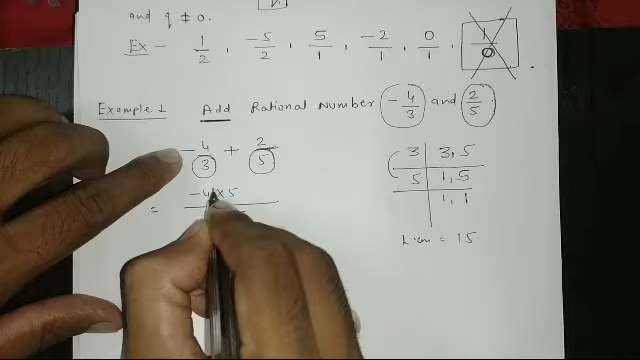 n.
and q ≠ 0.
Ex - 1/2, -5/2, 5/1, -2/1, 0/1, 1/0.
Example 1 Add Rational Number -4/3 and 2/5.
-4/3 + 2/5
= -4×5
3 | 3, 5
5 | 1, 5
| 1, 1
Lcm = 15